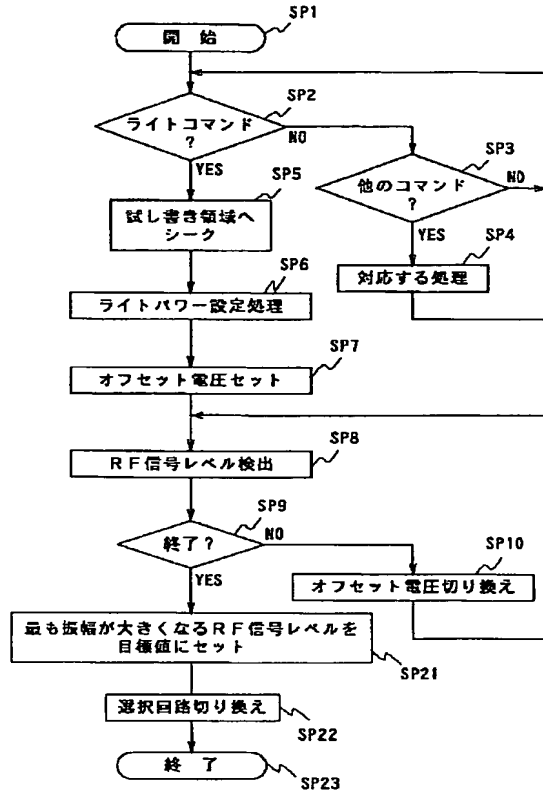 SP1
開 始
SP2
ライトコマンド
?
NO
YES
SP3
他のコマンド
?
NO
YES
SP5
試し書き領域へ
シーク
SP4
対応する処理
SP6
ライトパワー設定処理
SP7
オフセット電圧セット
SP8
RF信号レベル検出
SP9
終了?
NO
YES
SP10
オフセット電圧切り換え
最も振幅が大きくなるRF信号レベルを
目標値にセット
SP21
選択回路切り換え
SP22
終 了
SP23